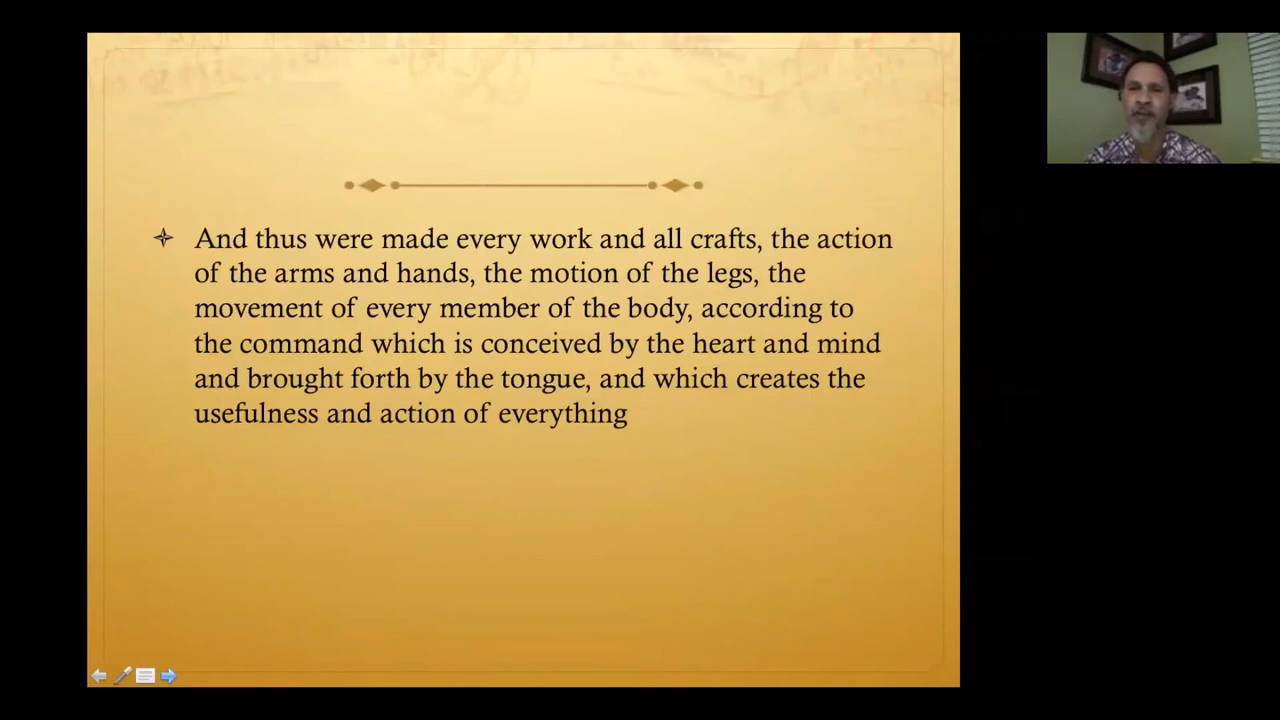 And thus were made every work and all crafts, the action
of the arms and hands, the motion of the legs, the
movement of every member of the body, according to
the command which is conceived by the heart and mind
and brought forth by the tongue, and which creates the
usefulness and action of everything